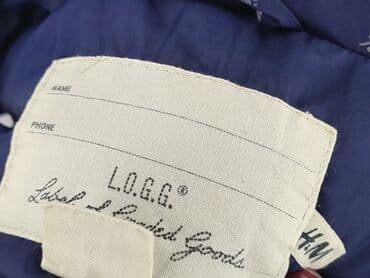 NAME
PHONE
L.O.G.G.®
Label of Graded Goods
H&M